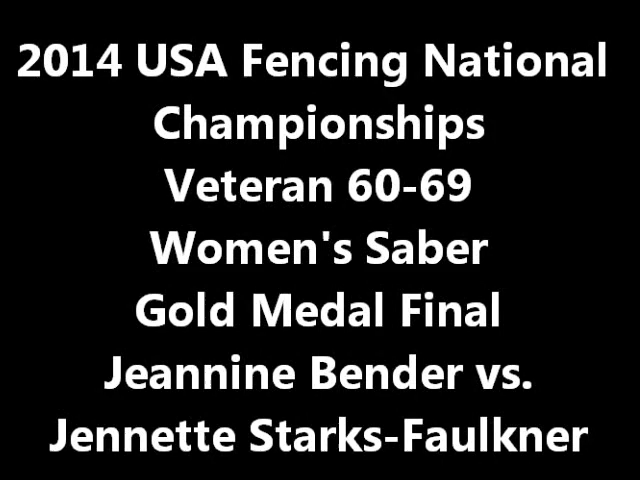 2014 USA Fencing National
Championships
Veteran 60-69
Women's Saber
Gold Medal Final
Jeannine Bender vs.
Jennette Starks-Faulkner